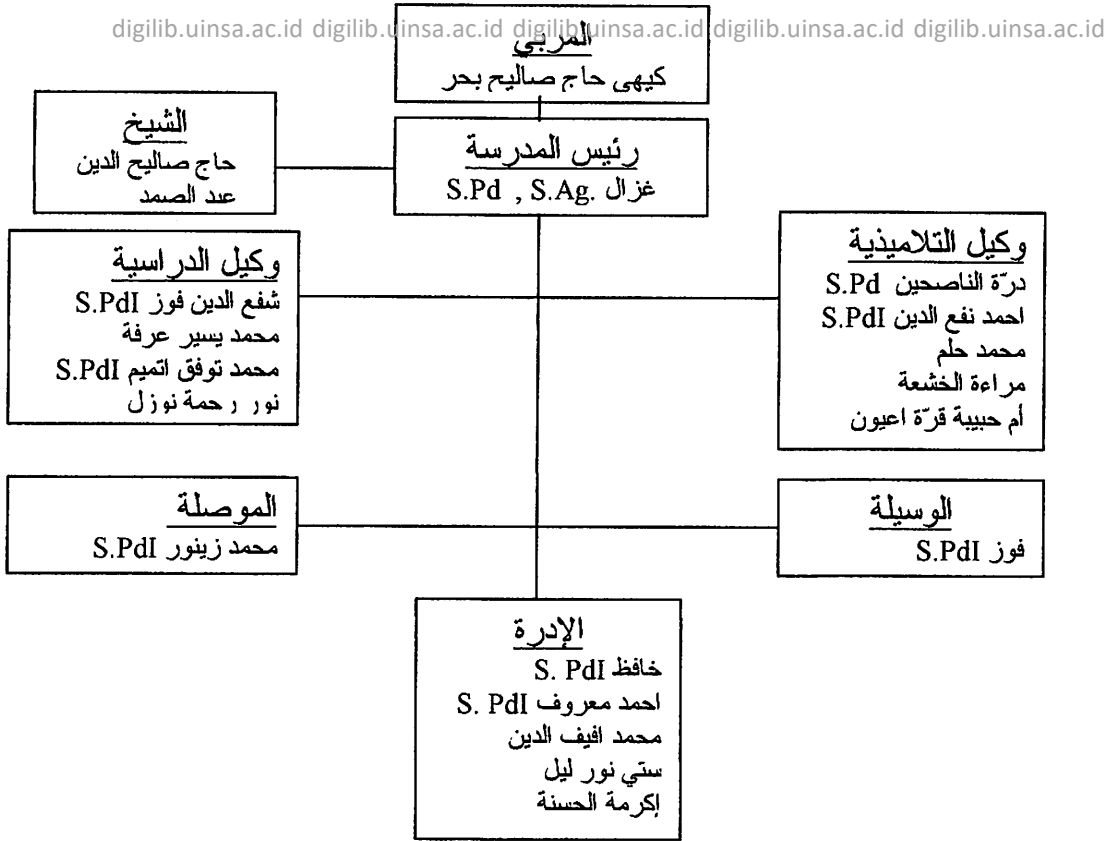 digilib.uinsa.ac.id digilib.uinsa.ac.id digilib.uinsa.ac.id digilib.uinsa.ac.id digilib.uinsa.ac.id
المربي
كيهى حاج صاليح بحر
رئيس المدرسة
غزال S.Pd , S.Ag.
الشيخ
حاج صاليح الدين
عبد الصمد
وكيل التلاميذية
درّة الناصحين S.Pd
احمد نفع الدين S.PdI
محمد حلم
مراءة الخشعة
أم حبيبة قرّة اعيون
وكيل الدراسية
شفع الدين فوز S.PdI
محمد يسير عرفة
محمد توفق اتميم S.PdI
نور رحمة نوزل
الوسيلة
فوز S.PdI
الموصلة
محمد زينور S.PdI
الإدرة
خافظ S. PdI
احمد معروف S. PdI
محمد افيف الدين
ستي نور ليل
إكرمة الحسنة